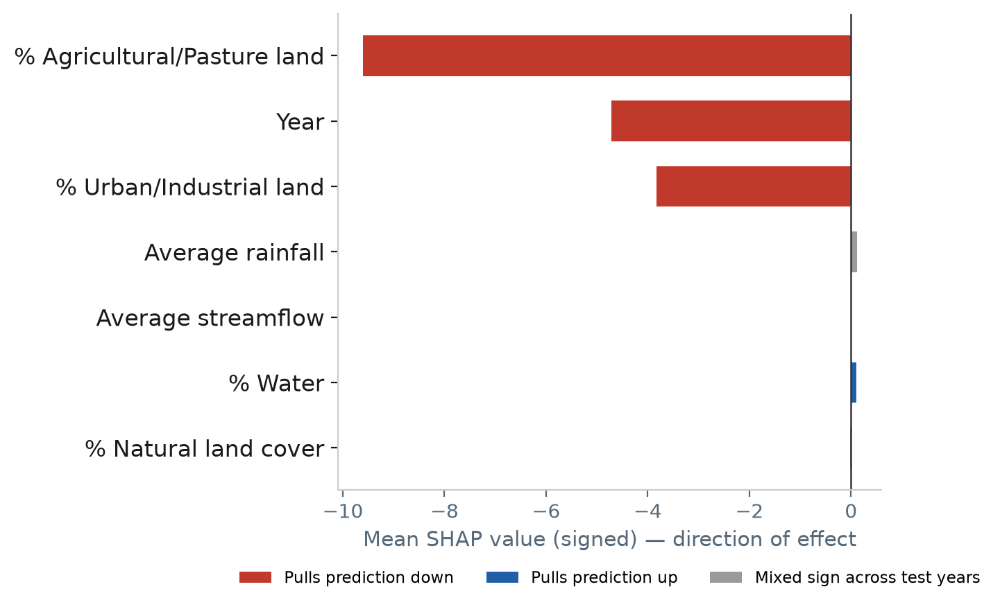 % Agricultural/Pasture land
Year
% Urban/Industrial land
Average rainfall
Average streamflow
% Water
% Natural land cover
−10 −8 −6 −4 −2 0
Mean SHAP value (signed) — direction of effect
Pulls prediction down Pulls prediction up Mixed sign across test years